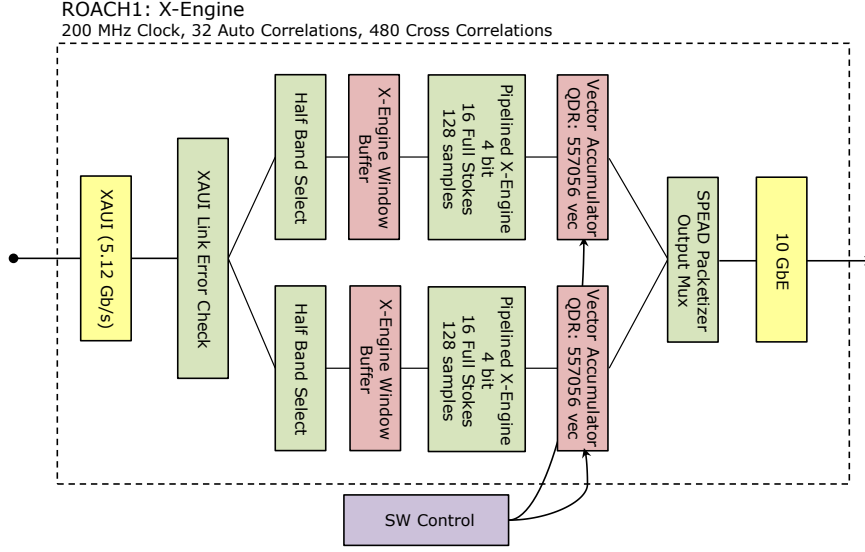 ROACH1: X-Engine
200 MHz Clock, 32 Auto Correlations, 480 Cross Correlations
XAUI (5.12 Gb/s)
XAUI Link Error Check
Half Band Select
X-Engine Window
Buffer
Pipelined X-Engine
4 bit
16 Full Stokes
128 samples
Vector Accumulator
QDR: 557056 vec
Half Band Select
X-Engine Window
Buffer
Pipelined X-Engine
4 bit
16 Full Stokes
128 samples
Vector Accumulator
QDR: 557056 vec
SPEAD Packetizer
Output Mux
10 GbE
SW Control